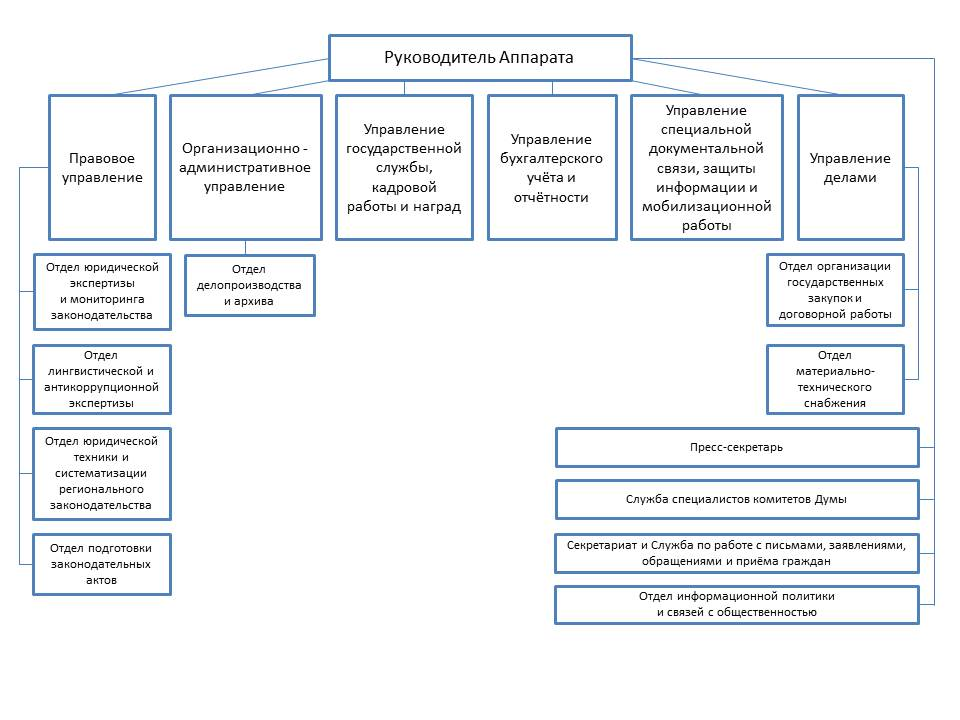 Руководитель Аппарата
Правовое
управление
Организационно -
административное
управление
Управление
государственной
службы,
кадровой
работы и наград
Управление
бухгалтерского
учёта и
отчётности
Управление
специальной
документальной
связи, защиты
информации и
мобилизационной
работы
Управление
делами
Отдел юридической
экспертизы
и мониторинга
законодательства
Отдел
лингвистической и
антикоррупционной
экспертизы
Отдел юридической
техники и
систематизации
регионального
законодательства
Отдел подготовки
законодательных
актов
Отдел
делопроизводства
и архива
Отдел организации
государственных
закупок и
договорной работы
Отдел
материально-
технического
снабжения
Пресс-секретарь
Служба специалистов комитетов Думы
Секретариат и Служба по работе с письмами, заявлениями,
обращениями и приёма граждан
Отдел информационной политики
и связей с общественностью